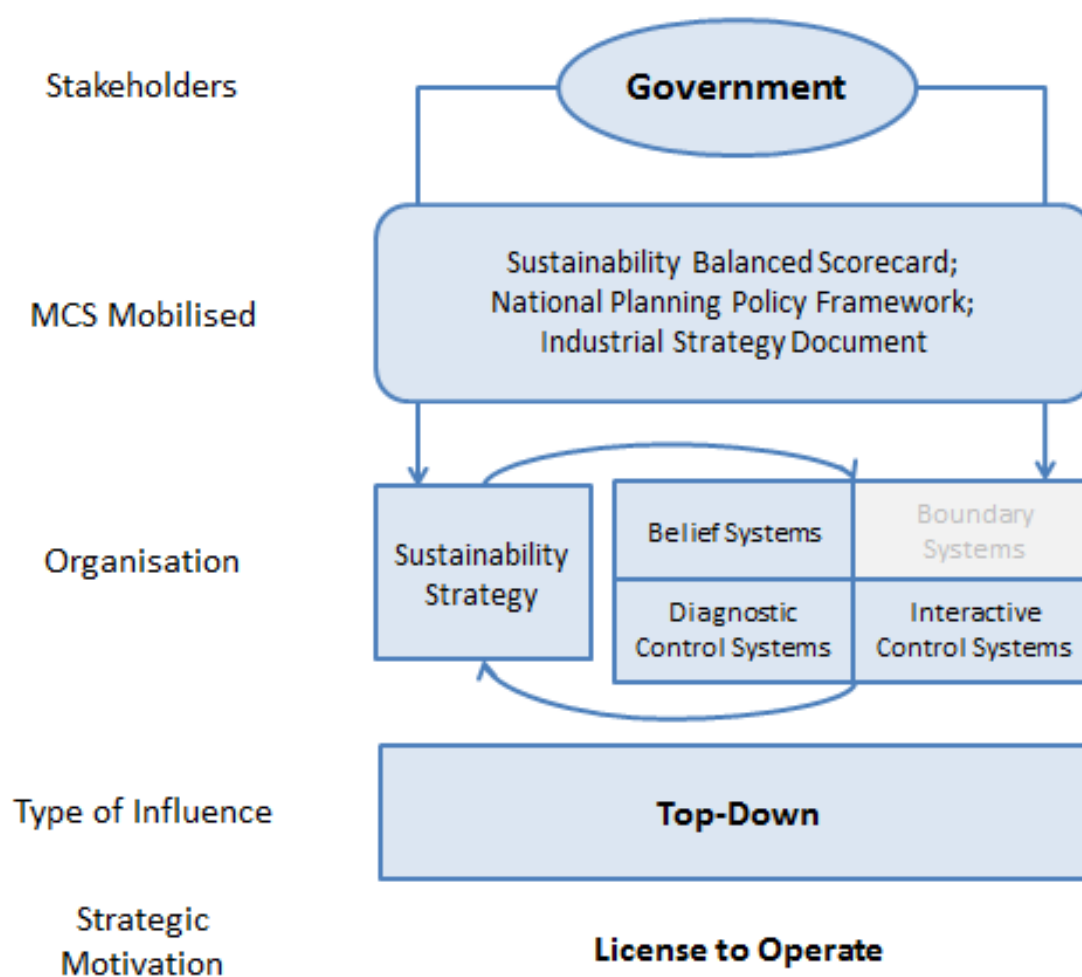 Stakeholders
Government
MCS Mobilised
Sustainability Balanced Scorecard;
National Planning Policy Framework;
Industrial Strategy Document
Organisation
Sustainability
Strategy
Belief Systems
Boundary
Systems
Diagnostic
Control Systems
Interactive
Control Systems
Type of Influence
Top-Down
Strategic
Motivation
License to Operate